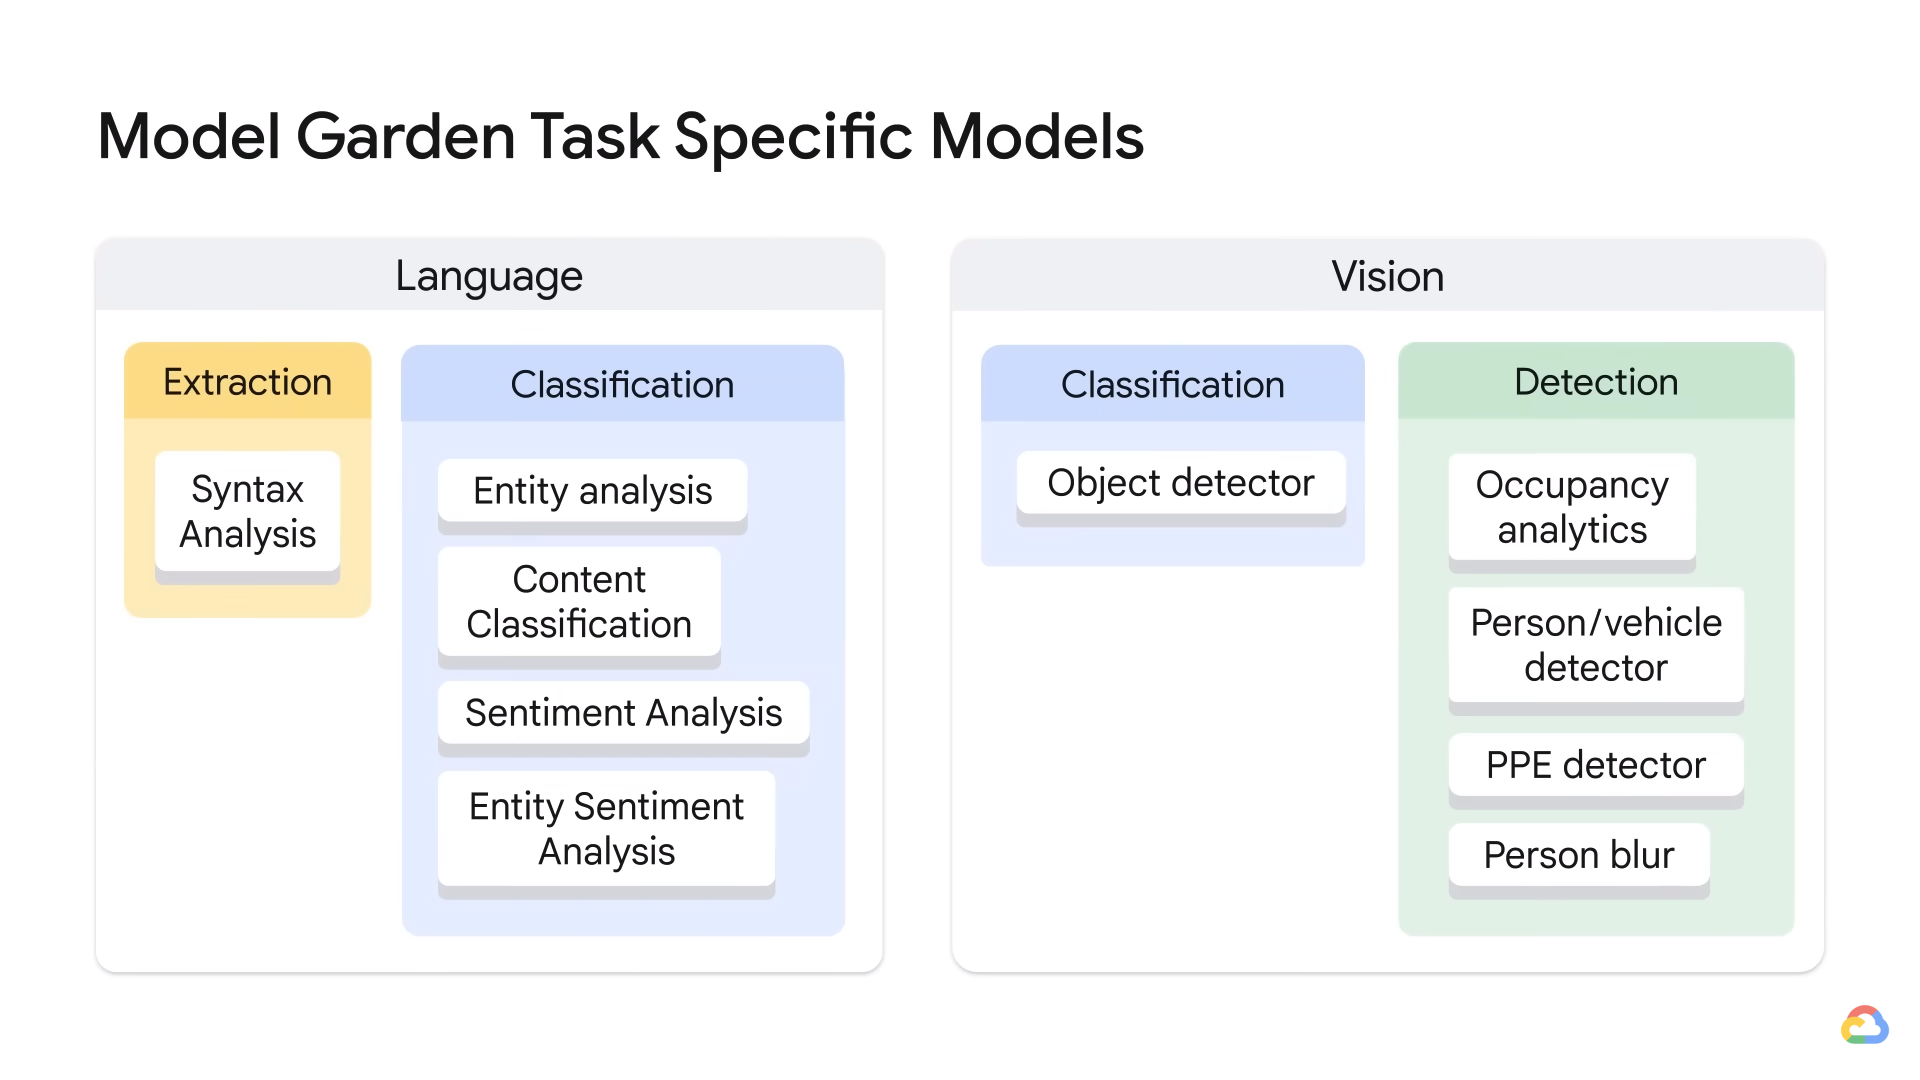 Model Garden Task Specific Models
Language
Extraction
Syntax
Analysis
Classification
Entity analysis
Content
Classification
Sentiment Analysis
Entity Sentiment
Analysis
Vision
Classification
Object detector
Detection
Occupancy
analytics
Person/vehicle
detector
PPE detector
Person blur